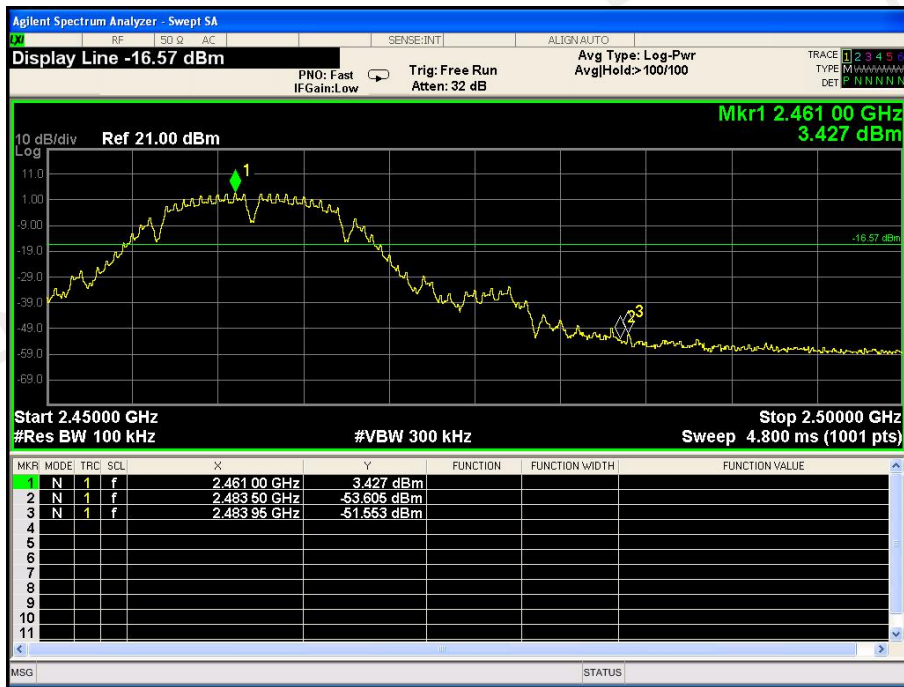 Agilent Spectrum Analyzer - Swept SA
LXI RF 50 Ω AC SENSE:INT ALIGN AUTO
Display Line -16.57 dBm
PNO: Fast
IFGain:Low
Trig: Free Run
Atten: 32 dB
Avg Type: Log-Pwr
Avg|Hold:> 100/100
TRACE 1 2 3 4 5 6
TYPE M WWWWW
DET P N N N N N
Mkr1 2.461 00 GHz
3.427 dBm
10 dB/div Ref 21.00 dBm
Log
11.0
1.00
-9.00
-19.0
-29.0
-39.0
-49.0
-59.0
-69.0
1
-16.57 dBm
2
3
Start 2.45000 GHz Stop 2.50000 GHz
#Res BW 100 kHz #VBW 300 kHz Sweep 4.800 ms (1001 pts)
MKR MODE TRC SCL X Y FUNCTION FUNCTION WIDTH FUNCTION VALUE
1 N 1 f 2.461 00 GHz 3.427 dBm
2 N 1 f 2.483 50 GHz -53.605 dBm
3 N 1 f 2.483 95 GHz -51.553 dBm
4
5
6
7
8
9
10
11
MSG STATUS